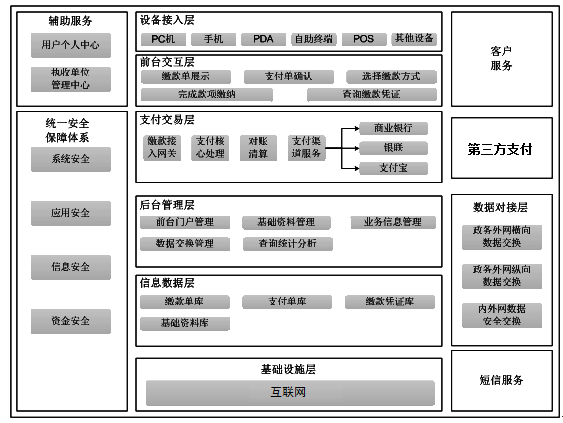 辅助服务
用户个人中心
执收单位
管理中心
统一安全
保障体系
系统安全
应用安全
信息安全
资金安全
设备接入层
PC机
手机
PDA
自助终端
POS
其他设备
前台交互层
缴款单展示
支付单确认
选择缴款方式
完成款项缴纳
查询缴款凭证
支付交易层
缴款接
入网关
支付核
心处理
对账
清算
支付渠
道服务
商业银行
银联
支付宝
后台管理层
前台门户管理
基础资料管理
业务信息管理
数据交换管理
查询统计分析
信息数据层
缴款单库
支付单库
缴款凭证库
基础资料库
基础设施层
互联网
客户
服务
第三方支付
数据对接层
政务外网横向
数据交换
政务外网纵向
数据交换
内外网数据
安全交换
短信服务